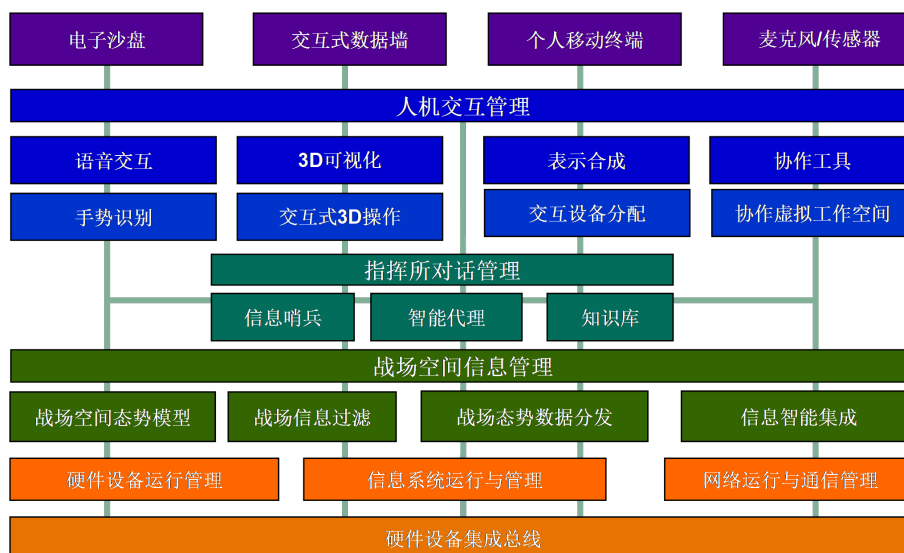 电子沙盘
交互式数据墙
个人移动终端
麦克风/传感器
人机交互管理
语音交互
3D可视化
表示合成
协作工具
手势识别
交互式3D操作
交互设备分配
协作虚拟工作空间
指挥所对话管理
信息哨兵
智能代理
知识库
战场空间信息管理
战场空间态势模型
战场信息过滤
战场态势数据分发
信息智能集成
硬件设备运行管理
信息系统运行与管理
网络运行与通信管理
硬件设备集成总线